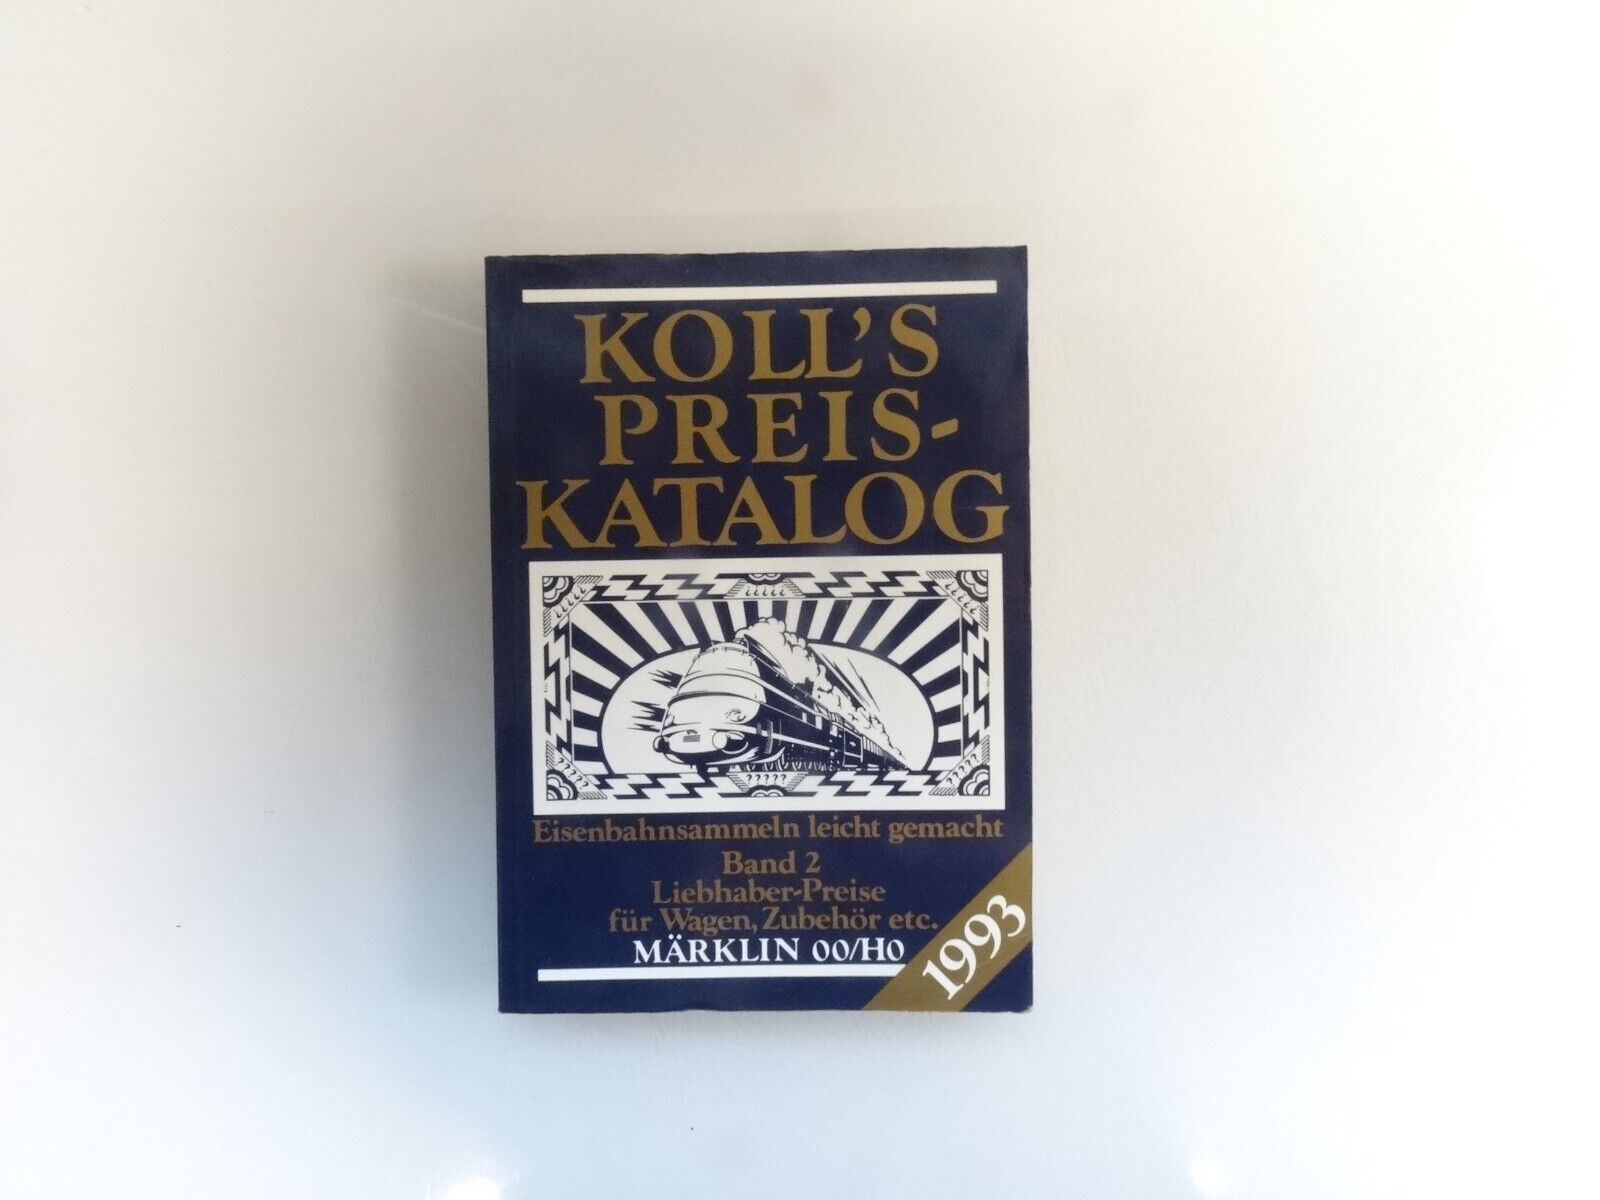 KOLL'S
PREIS-
KATALOG
Eisenbahnsammeln leicht gemacht
Band 2
Liebhaber-Preise
für Wagen, Zubehör etc.
MÄRKLIN 00/H0
1993